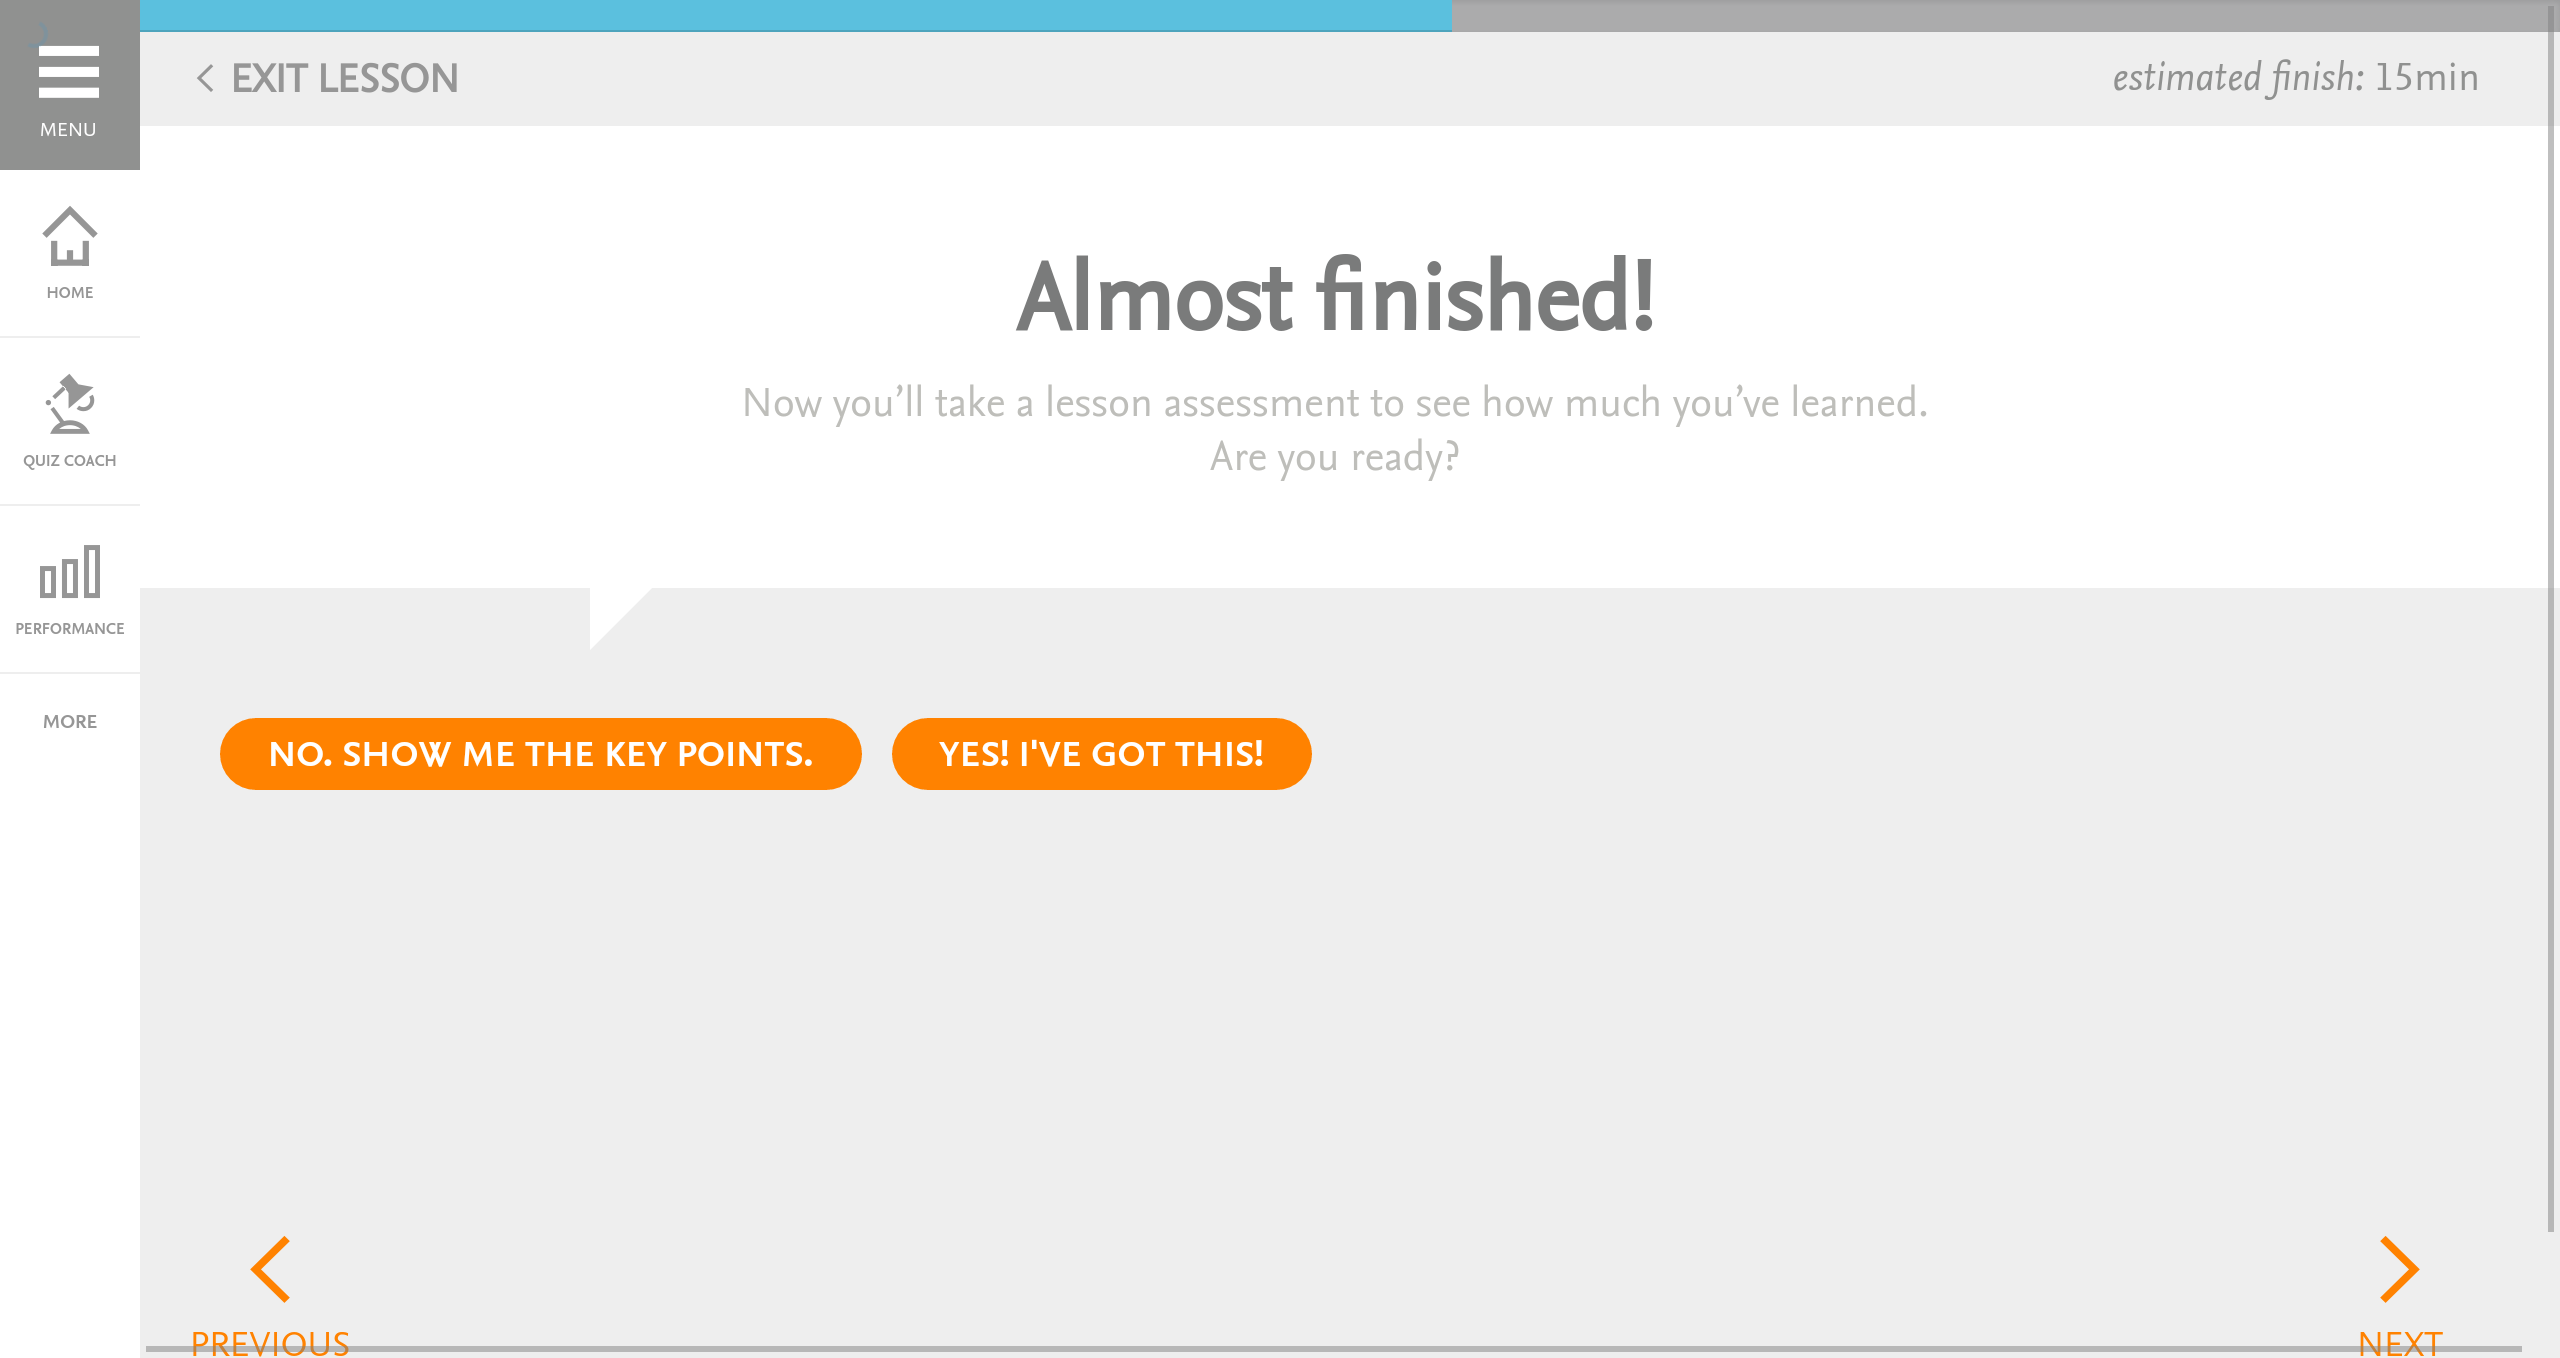 MENU
EXIT LESSON
estimated finish: 15min
HOME
QUIZ COACH
PERFORMANCE
MORE
Almost finished!
Now you’ll take a lesson assessment to see how much you’ve learned.
Are you ready?
NO. SHOW ME THE KEY POINTS.
YES! I'VE GOT THIS!
PREVIOUS
NEXT